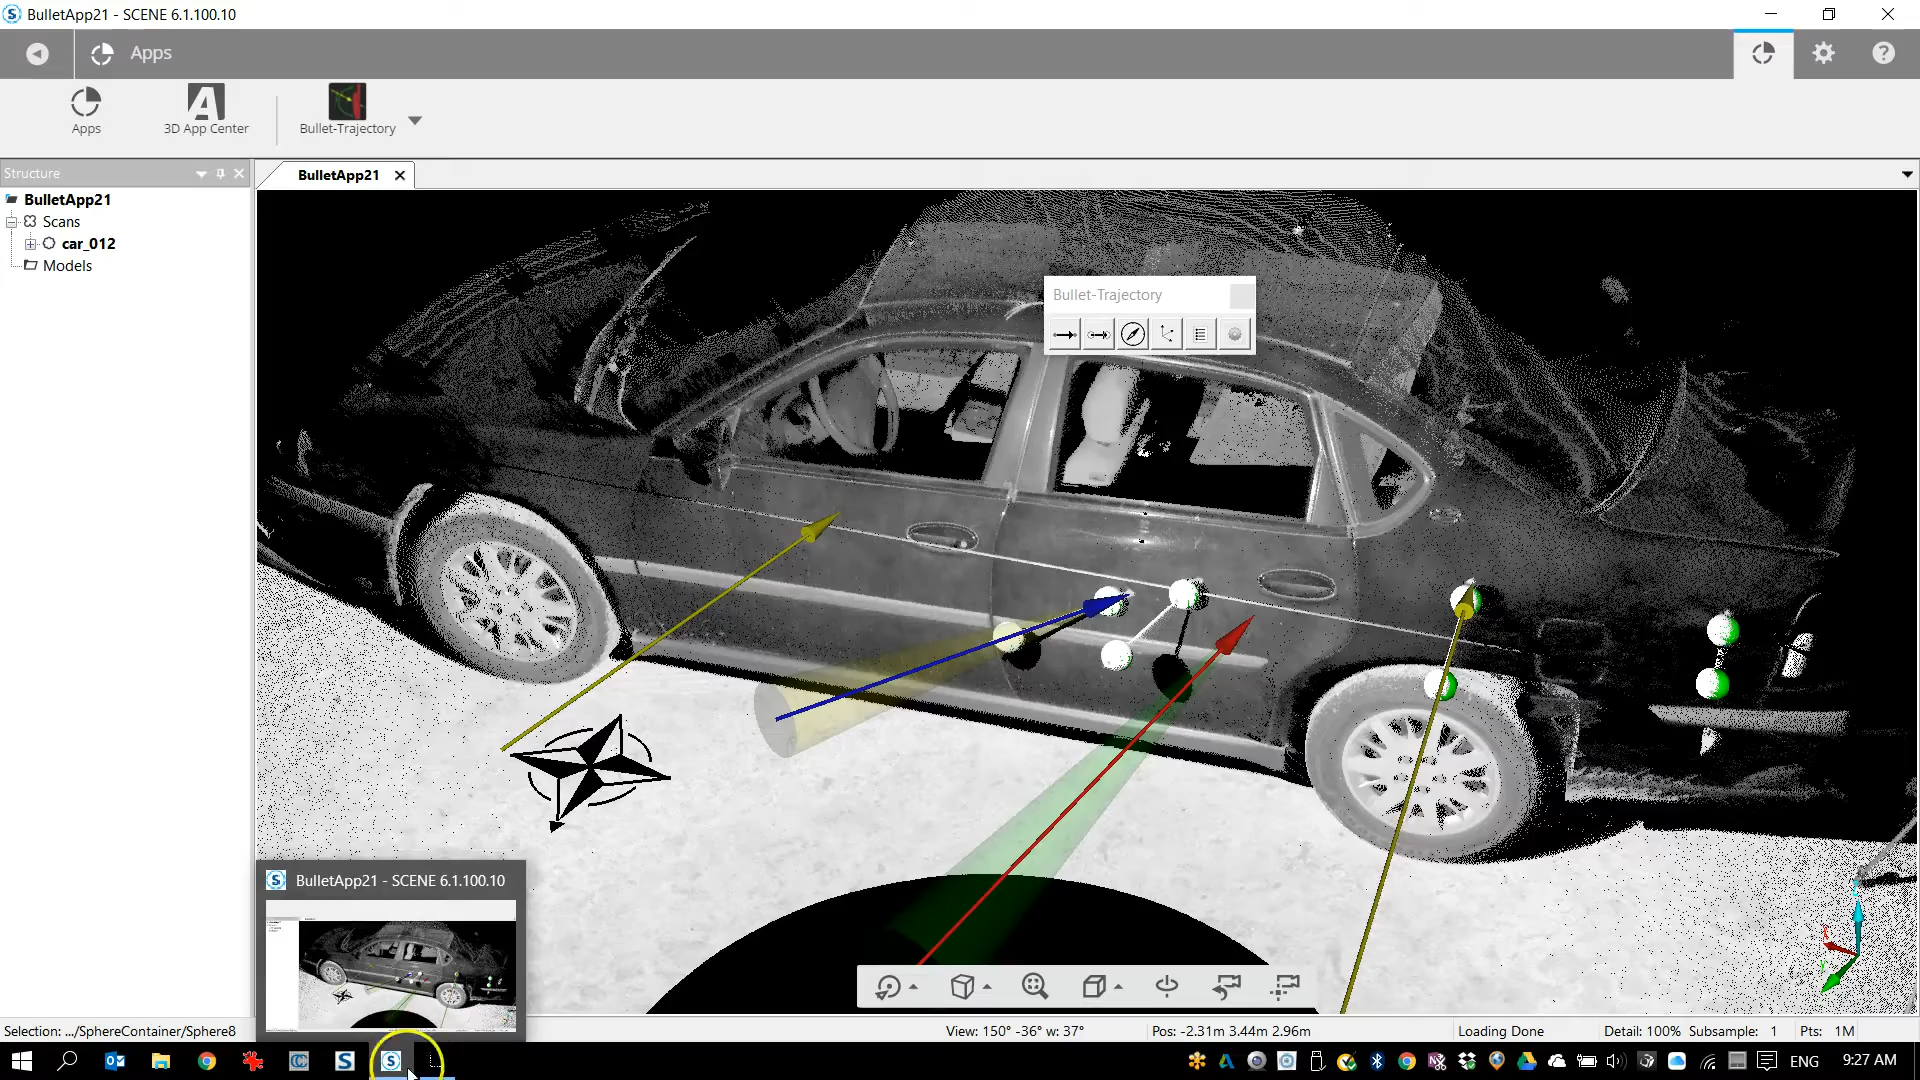 BulletApp21 - SCENE 6.1.100.10
Apps
Apps
3D App Center
Bullet-Trajectory
Structure
BulletApp21
BulletApp21
Scans
car_012
Models
Bullet-Trajectory
BulletApp21 - SCENE 6.1.100.10
Selection: .../SphereContainer/Sphere8
View: 150° -36° w: 37°
Pos: -2.31m 3.44m 2.96m
Loading Done
Detail: 100%
Subsample: 1
Pts: 1M
ENG
9:27 AM